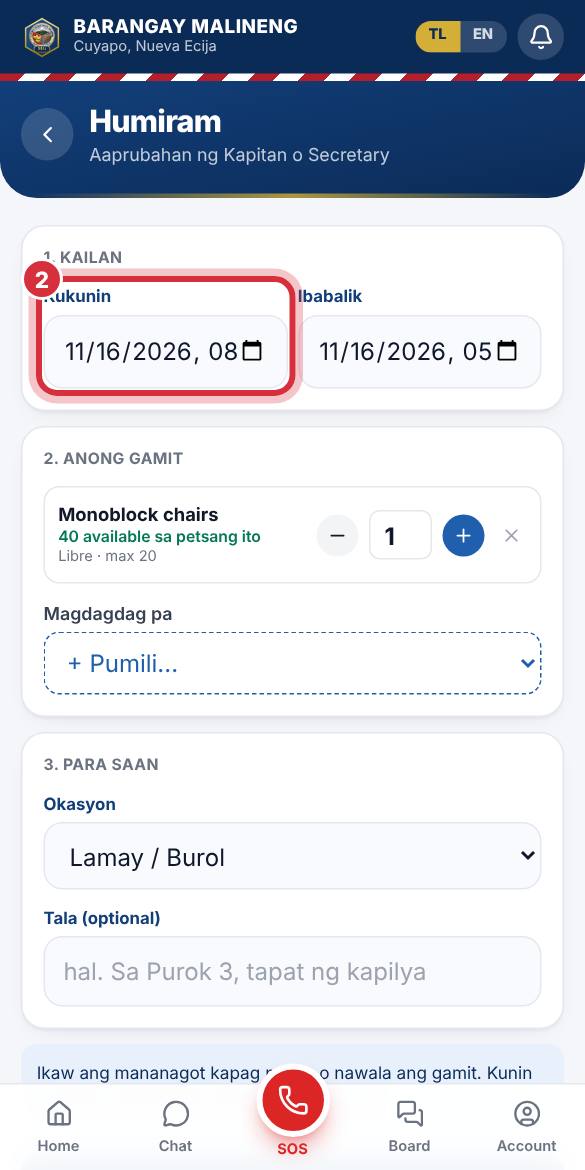 BARANGAY MALINENG
Cuyapo, Nueva Ecija
TL EN
Humiram
Aaprubahan ng Kapitan o Secretary
1. KAILAN
2
Kukunin Ibabalik
11/16/2026, 08 11/16/2026, 05
2. ANONG GAMIT
Monoblock chairs
40 available sa petsang ito
Libre · max 20
− 1 + ×
Magdagdag pa
+ Pumili...
3. PARA SAAN
Okasyon
Lamay / Burol
Tala (optional)
hal. Sa Purok 3, tapat ng kapilya
Ikaw ang mananagot kapag o nawala ang gamit. Kunin
Home Chat SOS Board Account